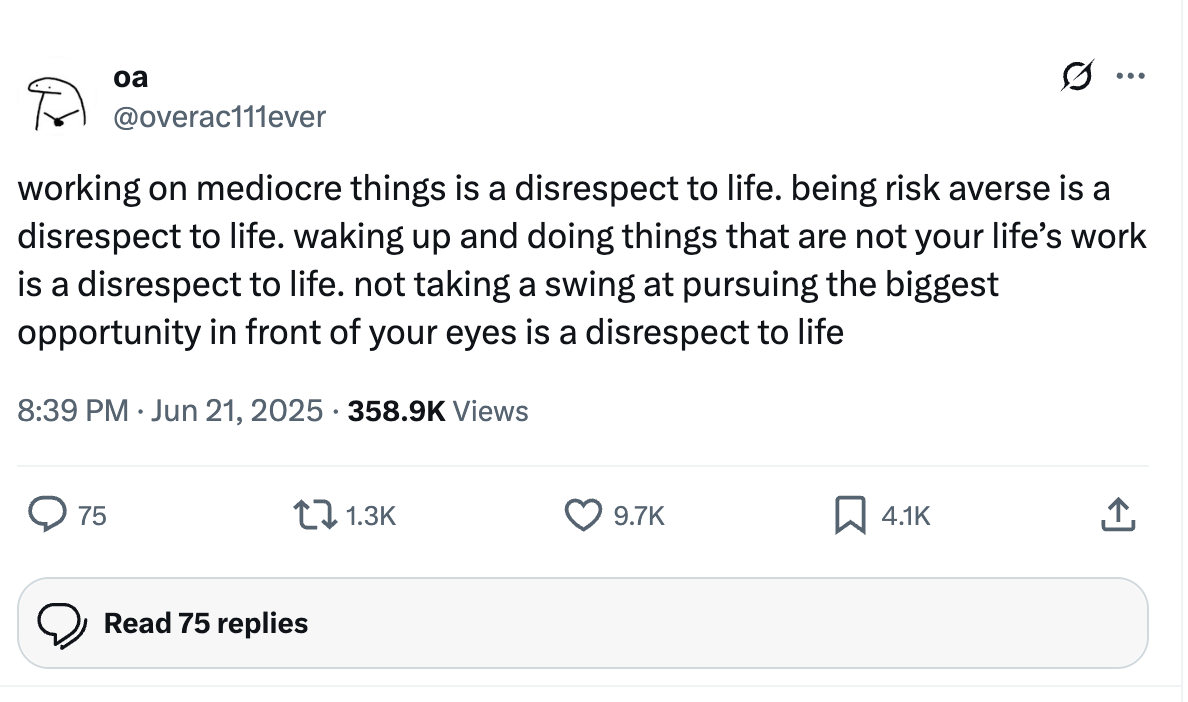 oa
@overac111ever
working on mediocre things is a disrespect to life. being risk averse is a
disrespect to life. waking up and doing things that are not your life’s work
is a disrespect to life. not taking a swing at pursuing the biggest
opportunity in front of your eyes is a disrespect to life
8:39 PM · Jun 21, 2025 · 358.9K Views
75 1.3K 9.7K 4.1K
Read 75 replies